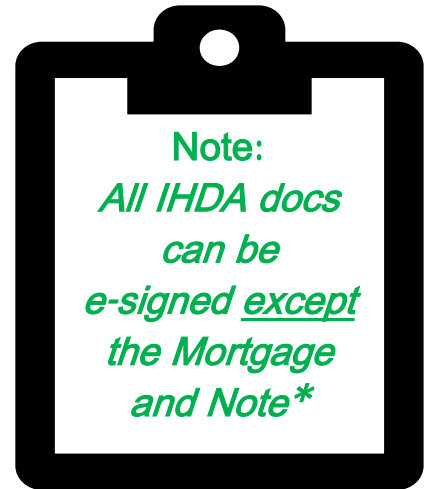 Note:
All IHDA docs
can be
e-signed except
the Mortgage
and Note*